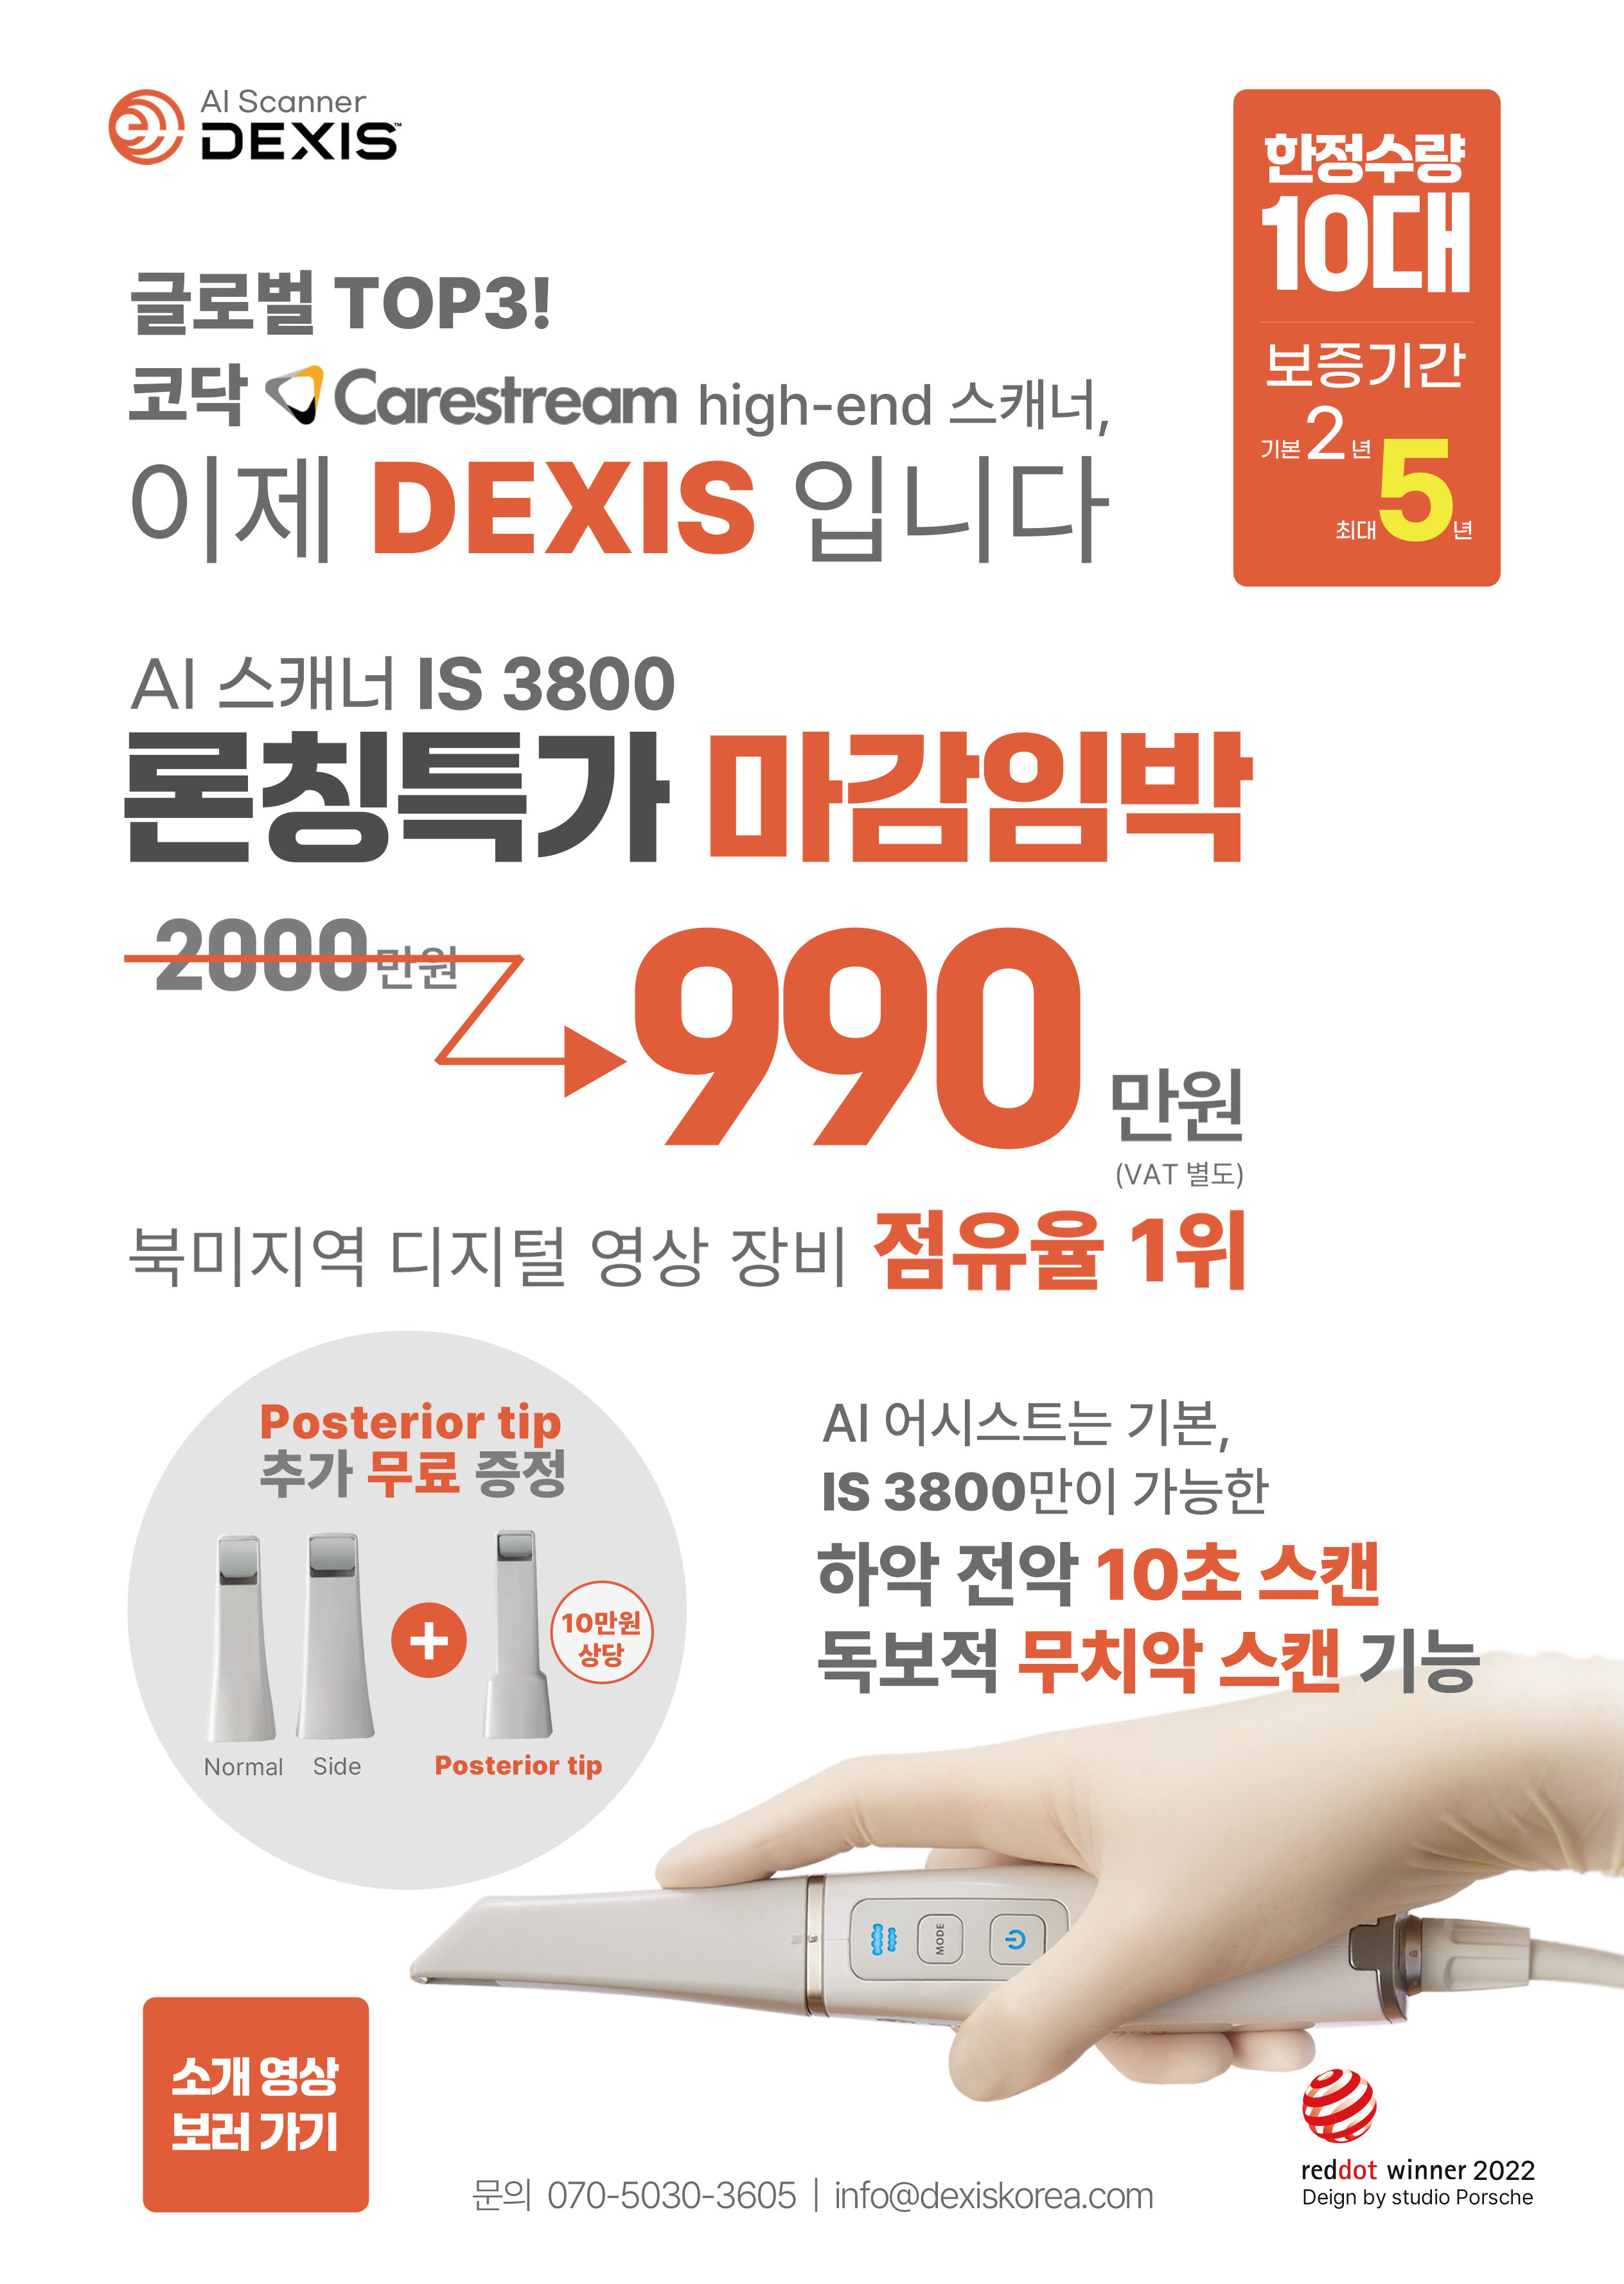 AI Scanner
DEXIS™
한정수량
10대
보증기간
기본 2 년
최대 5 년
글로벌 TOP3!
코닥 Carestream high-end 스캐너,
이제 DEXIS 입니다
AI 스캐너 IS 3800
론칭특가 마감임박
2000만원
990 만원
(VAT 별도)
북미지역 디지털 영상 장비 점유율 1위
Posterior tip
추가 무료 증정
10만원
상당
Normal Side Posterior tip
AI 어시스트는 기본,
IS 3800만이 가능한
하악 전악 10초 스캔
독보적 무치악 스캔 기능
MODE
소개 영상
보러 가기
문의 070-5030-3605 | info@dexiskorea.com
reddot winner 2022
Deign by studio Porsche